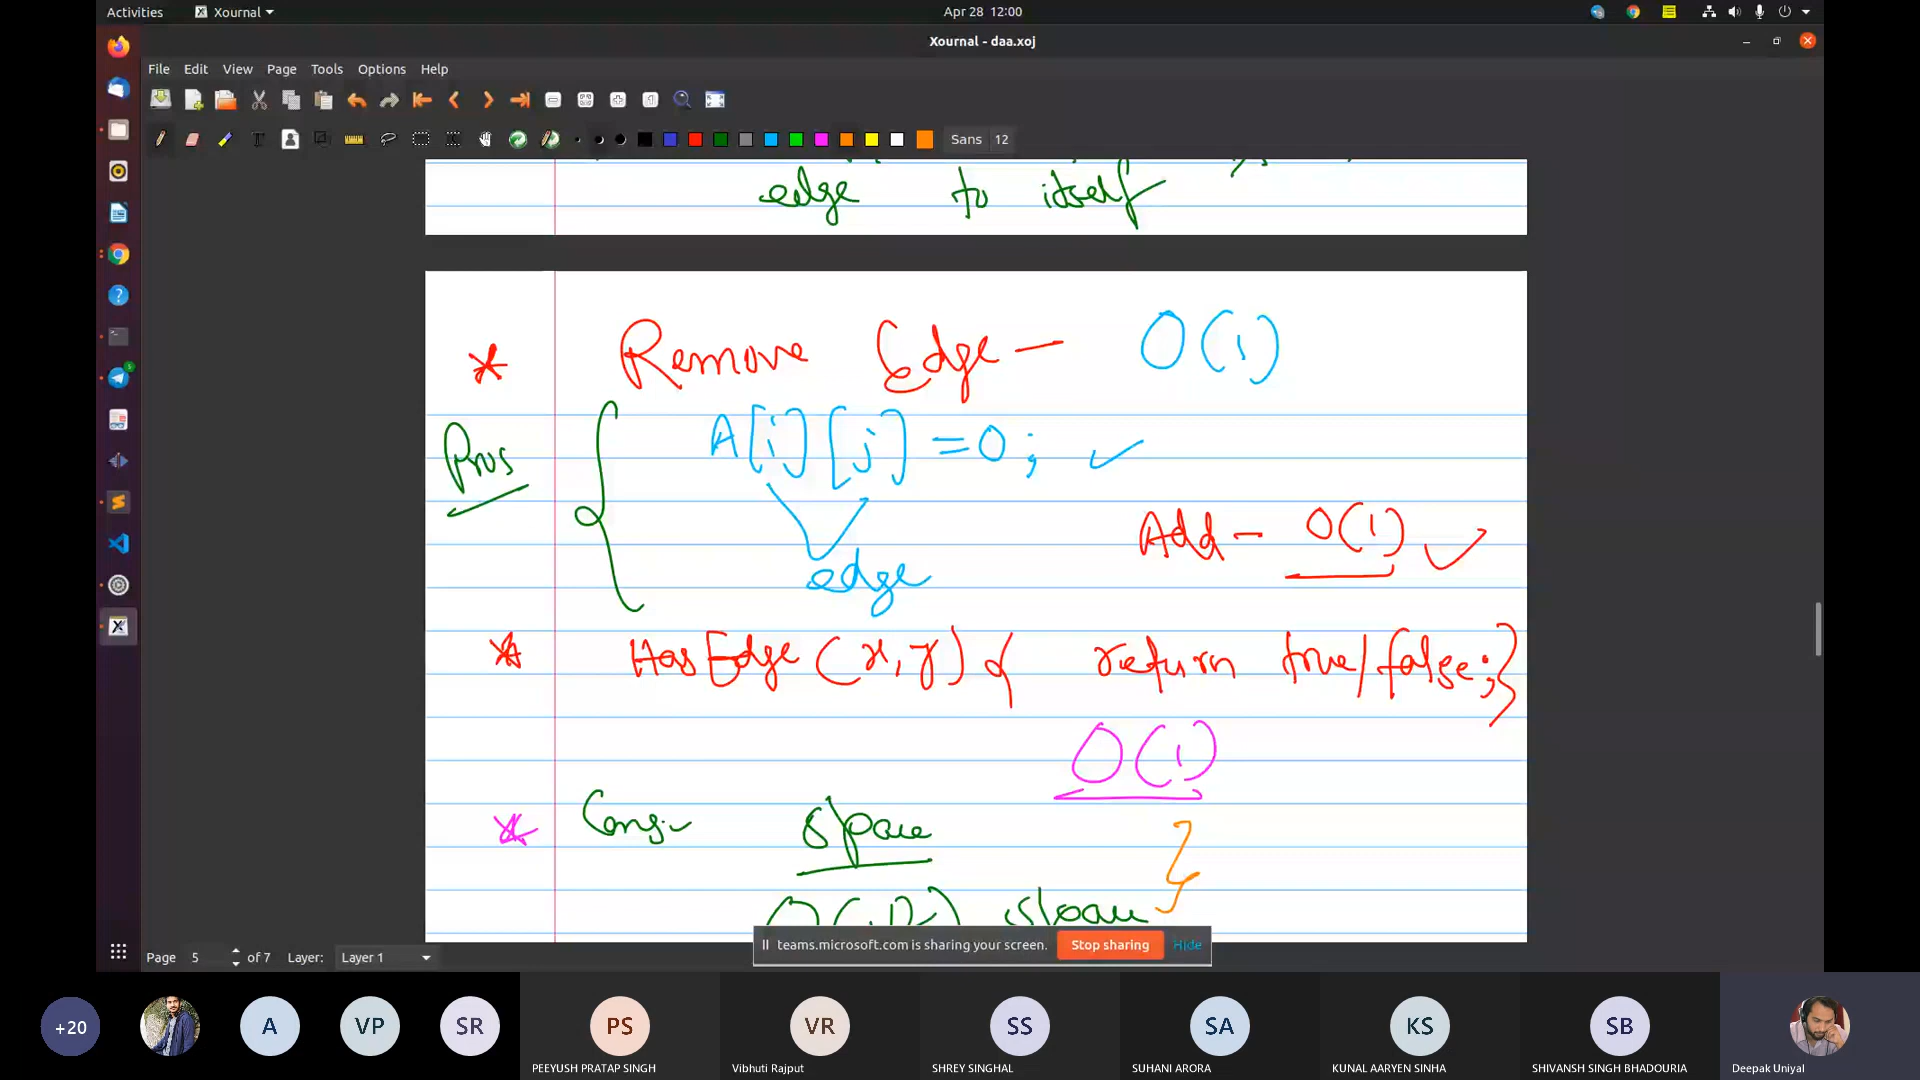 Activities Xournal Apr 28 12:00
Xournal - daa.xoj
File Edit View Page Tools Options Help
Sans 12
edge to itself
* Remove Edge - O(1)
Pros A[i][j] = 0; ✓
Add - O(1) ✓
edge
* HasEdge(x,y){ return true/false;}
O(1)
* Cons:- space
space
teams.microsoft.com is sharing your screen. Stop sharing Hide
Page 5 of 7 Layer: Layer 1
+20 A VP SR PS VR SS SA KS SB
PEEYUSH PRATAP SINGH Vibhuti Rajput SHREY SINGHAL SUHANI ARORA KUNAL AARYEN SINHA SHIVANSH SINGH BHADOURIA Deepak Uniyal